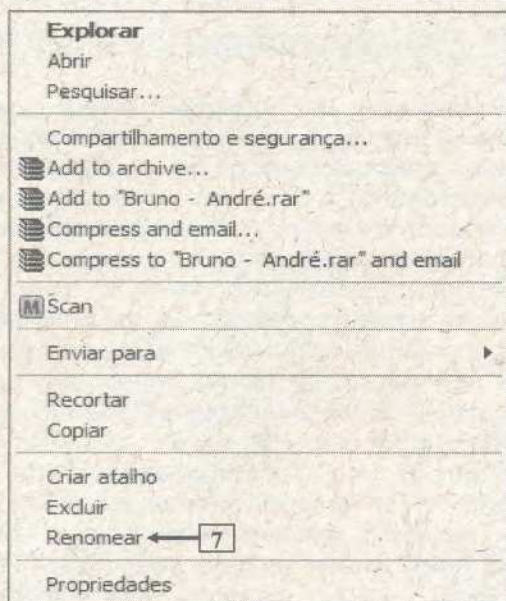 Explorar
Abrir
Pesquisar...
Compartilhamento e segurança...
Add to archive...
Add to "Bruno - André.rar"
Compress and email...
Compress to "Bruno - André.rar" and email
M Scan
Enviar para
Recortar
Copiar
Criar atalho
Excluir
Renomear 7
Propriedades